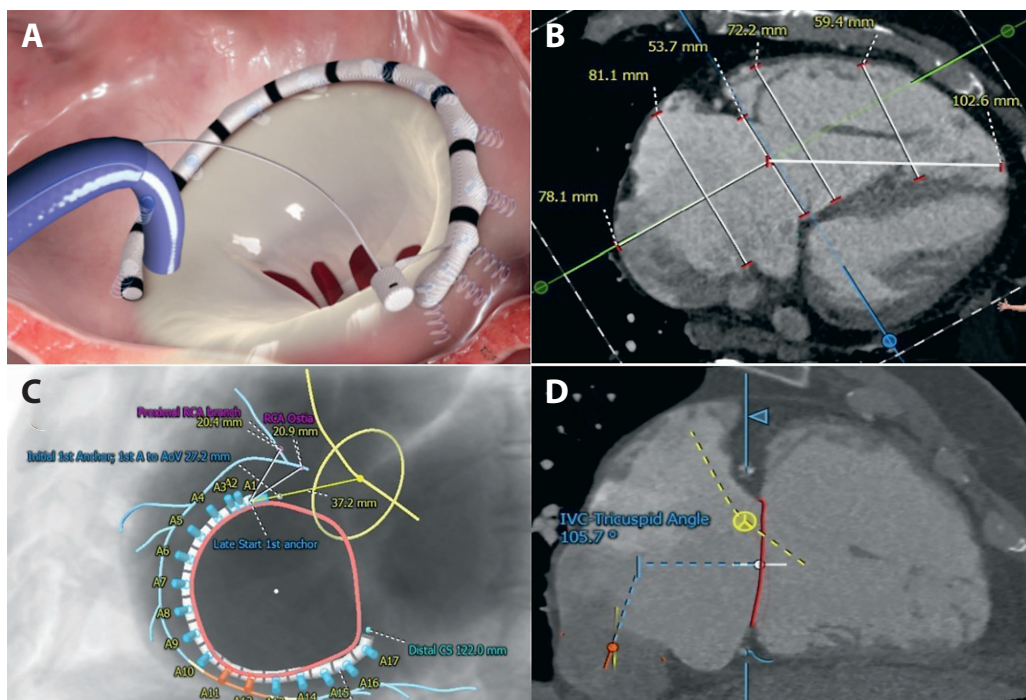 A
B
72.2 mm
59.4 mm
53.7 mm
81.1 mm
102.6 mm
78.1 mm
C
Proximal RCA branch
20.4 mm
RCA Ostia
20.9 mm
Initial 1st Anchor; 1st A to AoV 27.2 mm
37.2 mm
A1
A2
A3
A4
A5
A6
A7
A8
A9
A10
A11
A14
A15
A16
A17
Late Start 1st anchor
Distal CS 122.0 mm
D
IVC-Tricuspid Angle
105.7 °